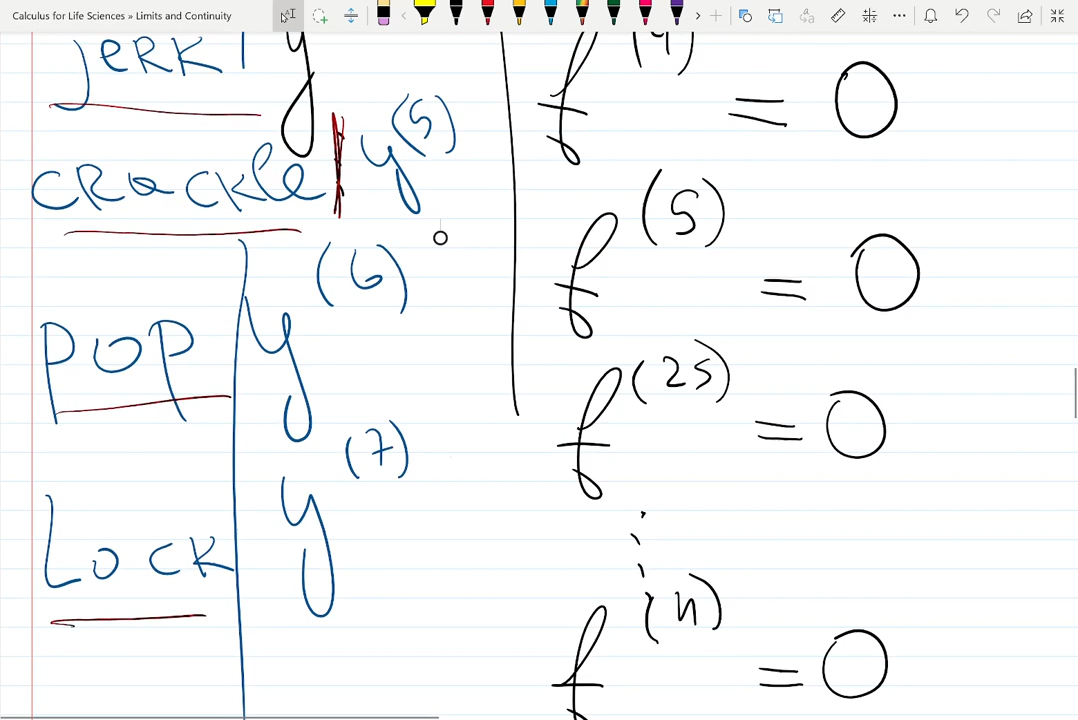 Calculus for Life Sciences » Limits and Continuity
JERK | y
CRackle | y^(5)
POP | y^(6)
Lock | y^(7)
f^(4) = 0
f^(5) = 0
f^(25) = 0
⋮
f^(n) = 0